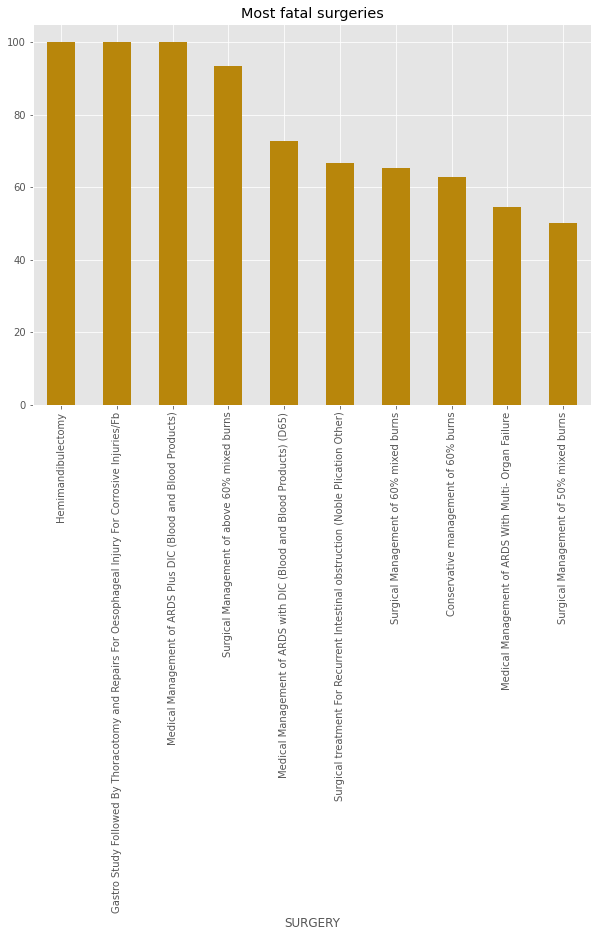 Most fatal surgeries
100
80
60
40
20
0
Hemimandibulectomy
Gastro Study Followed By Thoracotomy and Repairs For Oesophageal Injury For Corrosive Injuries/Fb
Medical Management of ARDS Plus DIC (Blood and Blood Products)
Surgical Management of above 60% mixed burns
Medical Management of ARDS with DIC (Blood and Blood Products) (D65)
Surgical treatment For Recurrent Intestinal obstruction (Noble Plication Other)
Surgical Management of 60% mixed burns
Conservative management of 60% burns
Medical Management of ARDS With Multi- Organ Failure
Surgical Management of 50% mixed burns
SURGERY